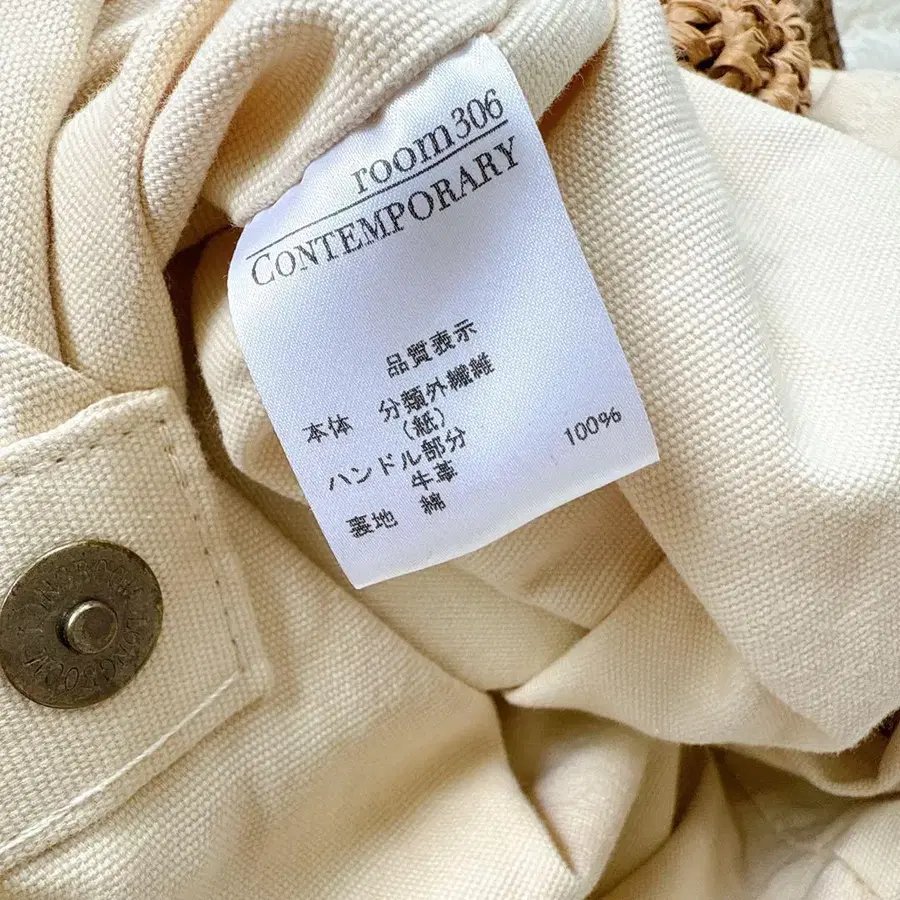 room306
CONTEMPORARY
品質表示
本体 分類外繊維
(紙)
ハンドル部分
牛革
裏地 綿 100%